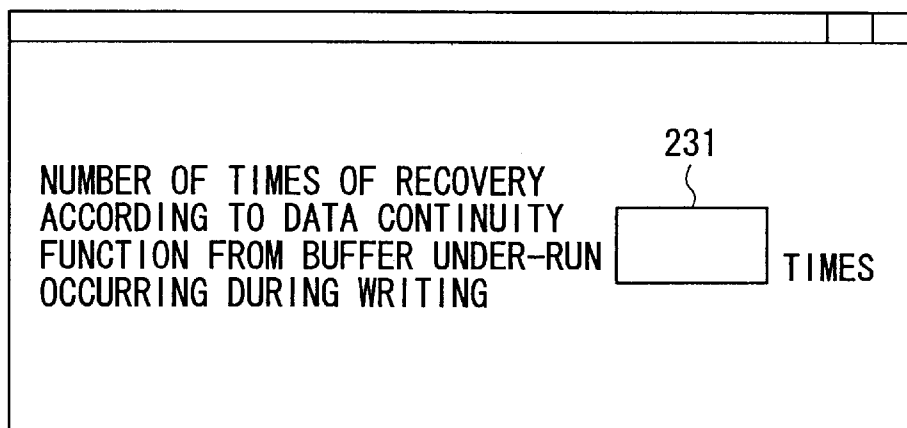 231
NUMBER OF TIMES OF RECOVERY
ACCORDING TO DATA CONTINUITY
FUNCTION FROM BUFFER UNDER-RUN
OCCURRING DURING WRITING
TIMES